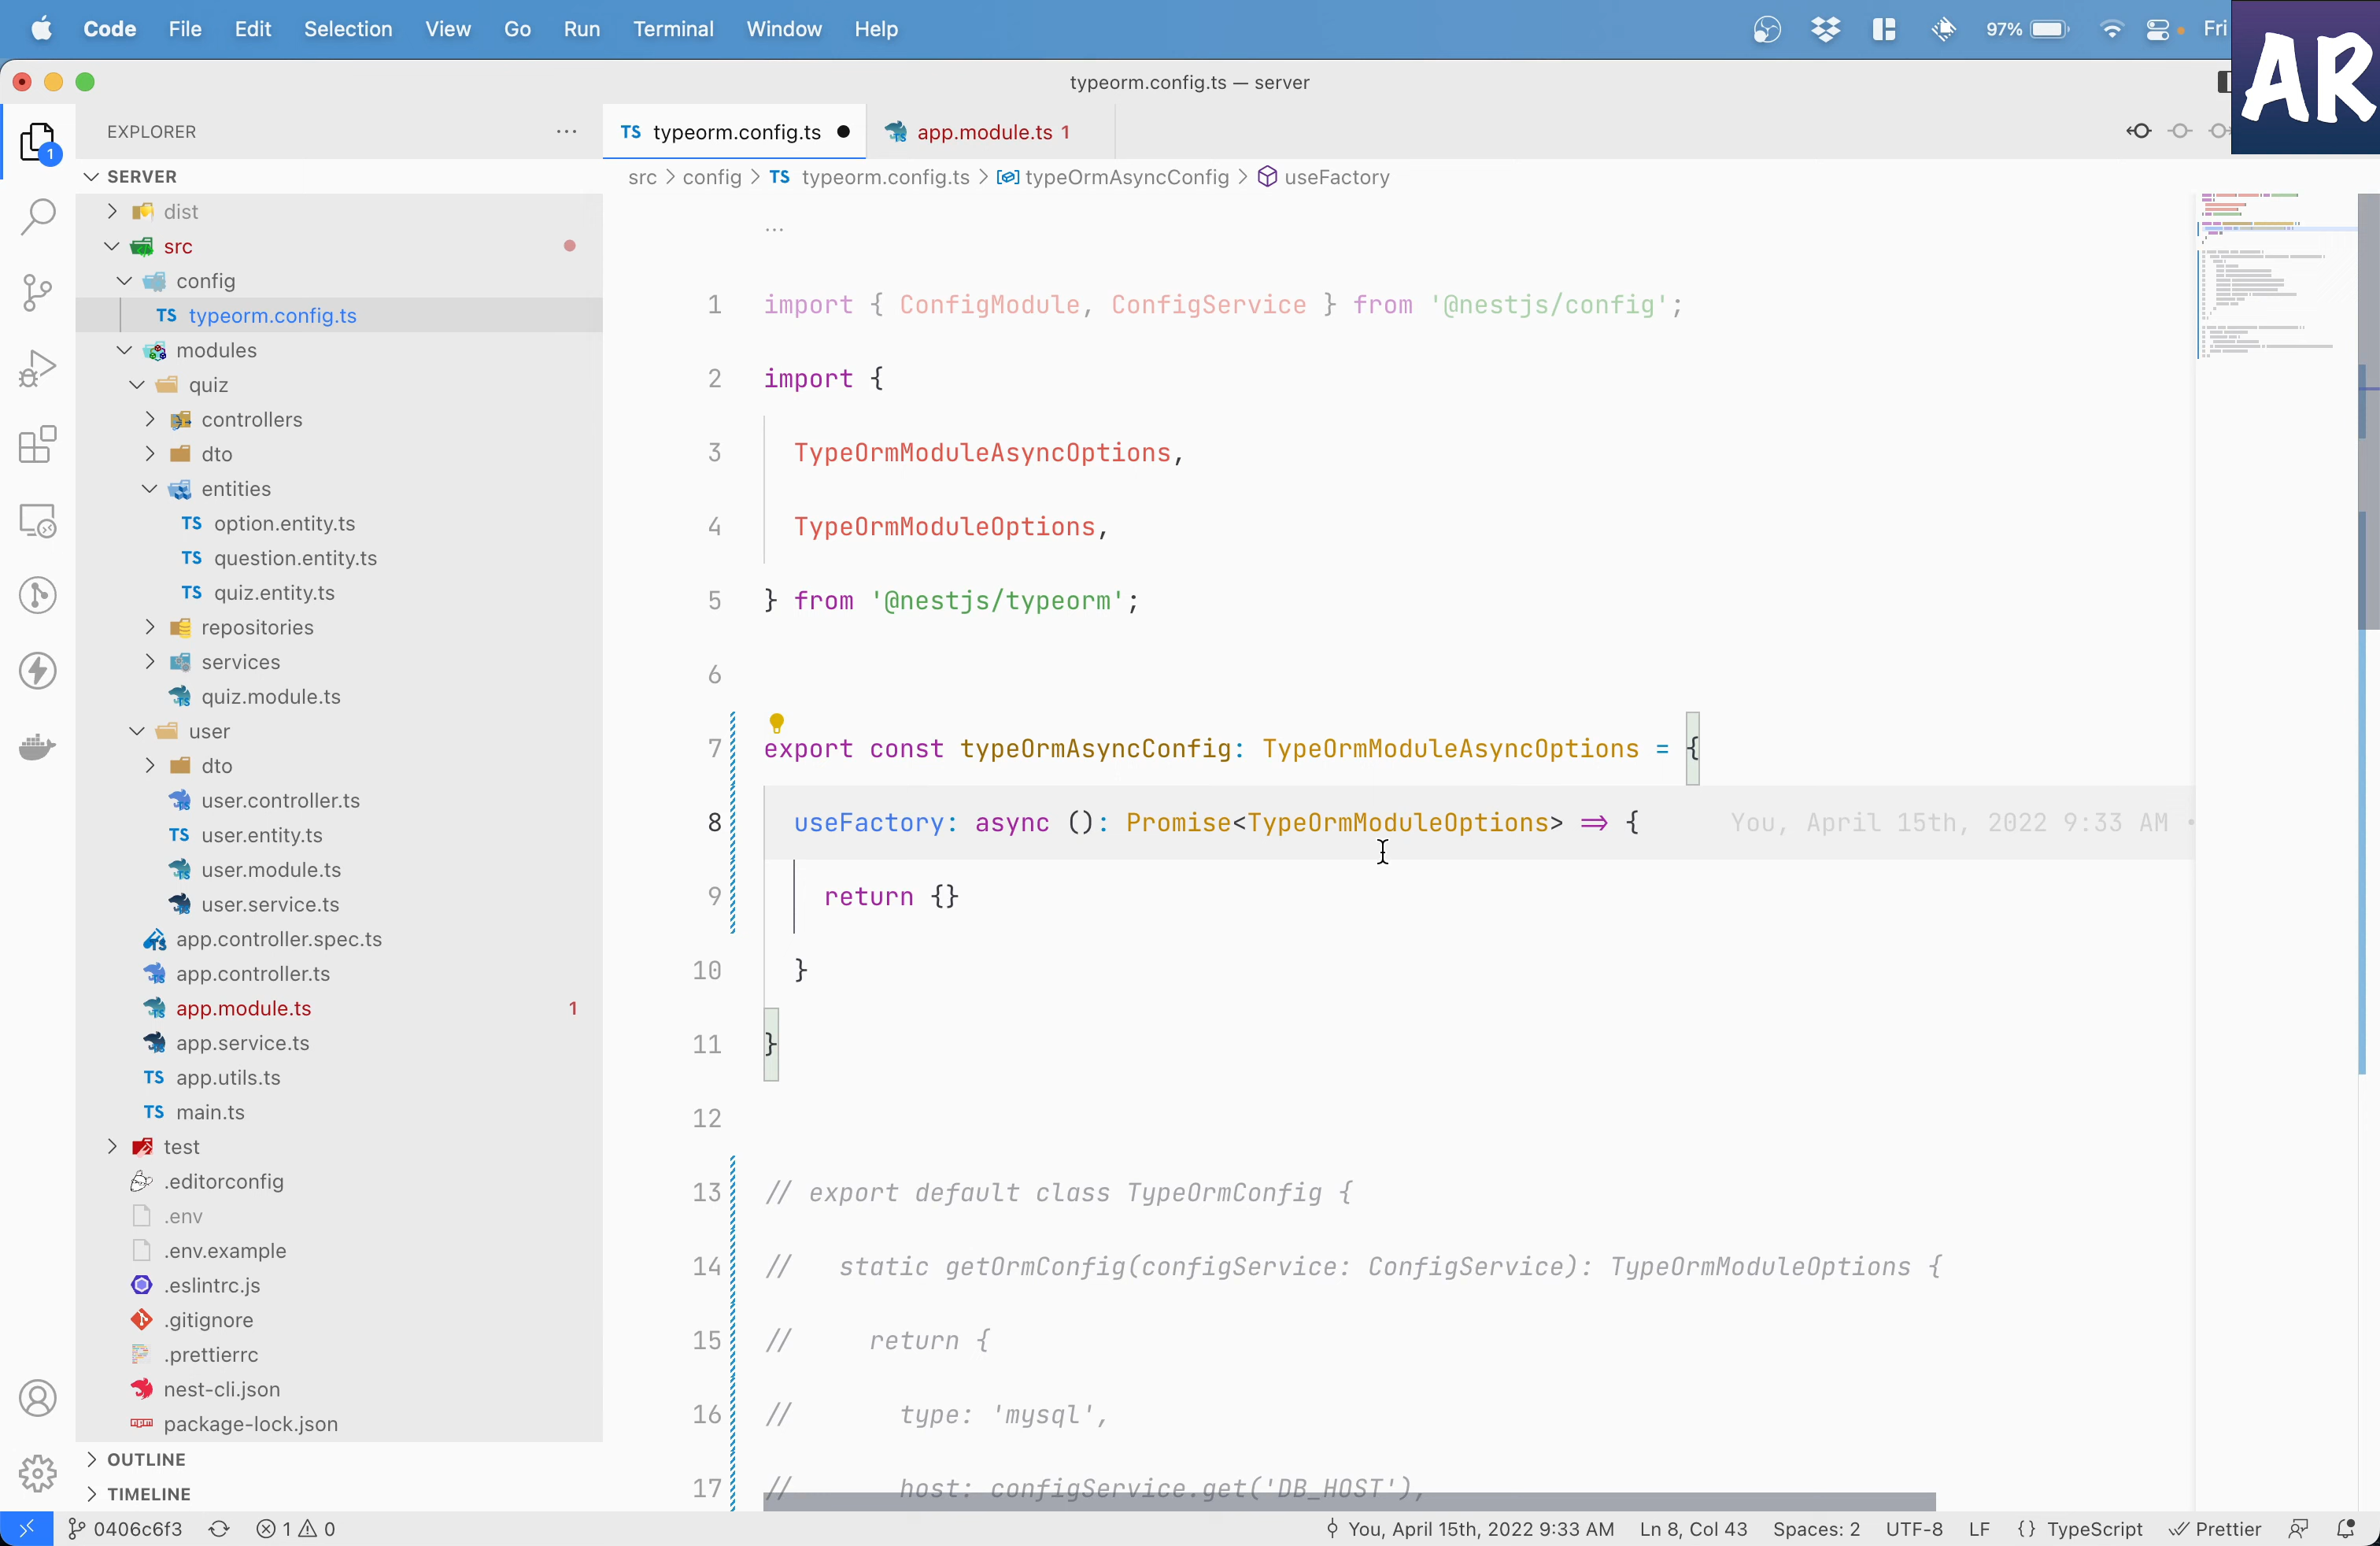 Code File Edit Selection View Go Run Terminal Window Help 97% Fri
AR
typeorm.config.ts — server
EXPLORER ...
TS typeorm.config.ts app.module.ts 1
1
SERVER
src > config > TS typeorm.config.ts > typeOrmAsyncConfig > useFactory
dist
src
config
TS typeorm.config.ts
modules
quiz
controllers
dto
entities
TS option.entity.ts
TS question.entity.ts
TS quiz.entity.ts
repositories
services
quiz.module.ts
user
dto
user.controller.ts
TS user.entity.ts
user.module.ts
user.service.ts
app.controller.spec.ts
app.controller.ts
app.module.ts 1
app.service.ts
TS app.utils.ts
TS main.ts
test
.editorconfig
.env
.env.example
.eslintrc.js
.gitignore
.prettierrc
nest-cli.json
package-lock.json
OUTLINE
TIMELINE
...
1 import { ConfigModule, ConfigService } from '@nestjs/config';
2 import {
3 TypeOrmModuleAsyncOptions,
4 TypeOrmModuleOptions,
5 } from '@nestjs/typeorm';
6
7 export const typeOrmAsyncConfig: TypeOrmModuleAsyncOptions = {
8 useFactory: async (): Promise<TypeOrmModuleOptions> => { You, April 15th, 2022 9:33 AM •
9 return {}
10 }
11 }
12
13 // export default class TypeOrmConfig {
14 // static getOrmConfig(configService: ConfigService): TypeOrmModuleOptions {
15 // return {
16 // type: 'mysql',
17 // host: configService.get('DB_HOST'),
0406c6f3 1 0 You, April 15th, 2022 9:33 AM Ln 8, Col 43 Spaces: 2 UTF-8 LF {} TypeScript Prettier